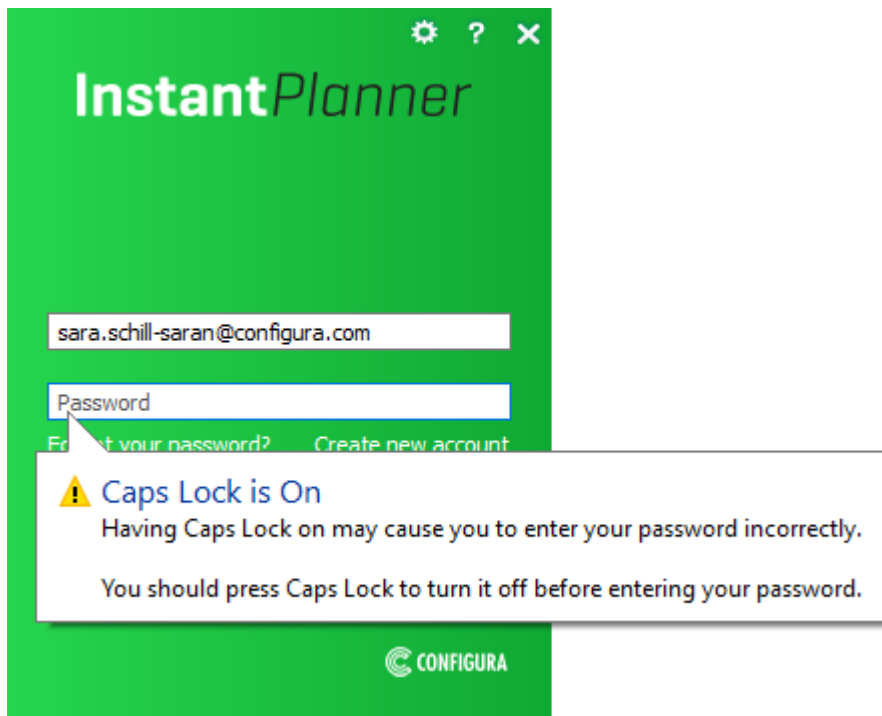 ?
InstantPlanner
sara.schill-saran@configura.com
Password
your password? Create new account
Caps Lock is On
Having Caps Lock on may cause you to enter your password incorrectly.
You should press Caps Lock to turn it off before entering your password.
CONFIGURA